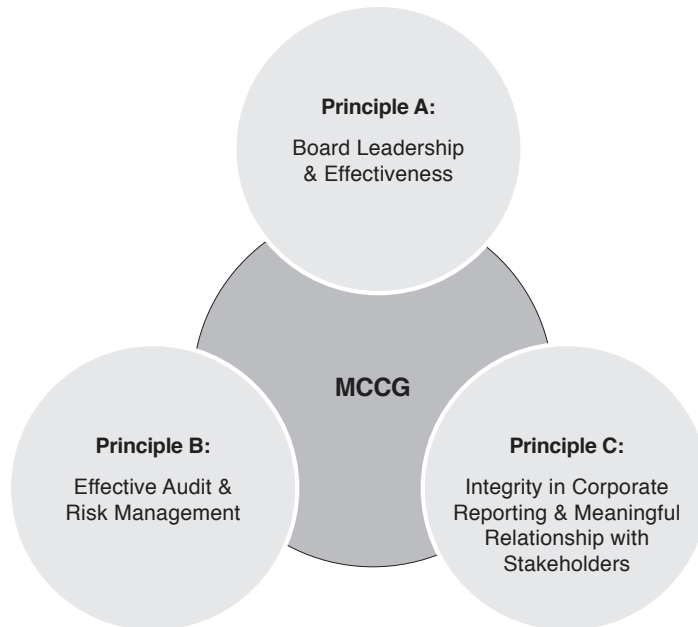 Principle A:
Board Leadership
& Effectiveness
MCCG
Principle B:
Effective Audit &
Risk Management
Principle C:
Integrity in Corporate
Reporting & Meaningful
Relationship with
Stakeholders